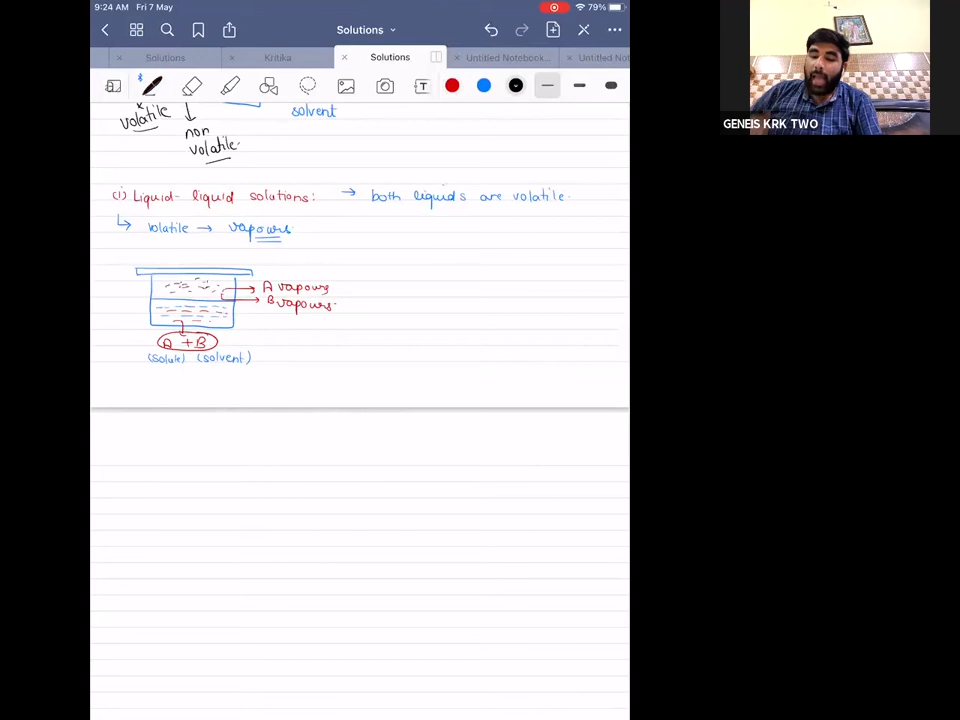 9:24 AM Fri 7 May
79%
Solutions
Solutions
Kritika
Solutions
Untitled Notebook...
Untitled Not
T
GENEIS KRK TWO
volatile
solvent
non
volatile
(i) Liquid-liquid solutions: → both liquids are volatile.
↳ Volatile → vapours
A vapours
B vapours
A + B
(solute) (solvent)